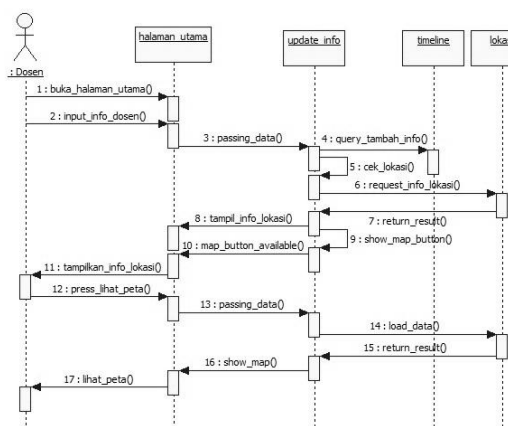 halaman_utama
update_info
timeline
lokas
: Dosen
1 : buka_halaman_utama()
2 : input_info_dosen()
3 : passing_data()
4 : query_tambah_info()
5 : cek_lokasi()
6 : request_info_lokasi()
7 : return_result()
8 : tampil_info_lokasi()
9 : show_map_button()
10 : map_button_available()
11 : tampilkan_info_lokasi()
12 : press_lihat_peta()
13 : passing_data()
14 : load_data()
15 : return_result()
16 : show_map()
17 : lihat_peta()